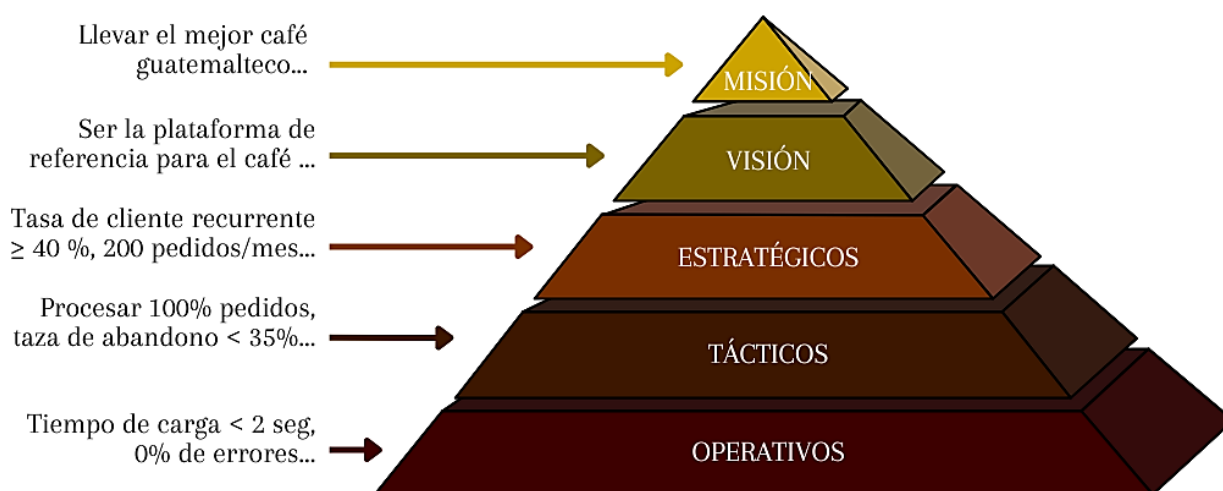 Llevar el mejor café
guatemalteco...
MISIÓN
Ser la plataforma de
referencia para el café ...
VISIÓN
Tasa de cliente recurrente
≥ 40 %, 200 pedidos/mes...
ESTRATÉGICOS
Procesar 100% pedidos,
taza de abandono < 35%...
TÁCTICOS
Tiempo de carga < 2 seg,
0% de errores...
OPERATIVOS